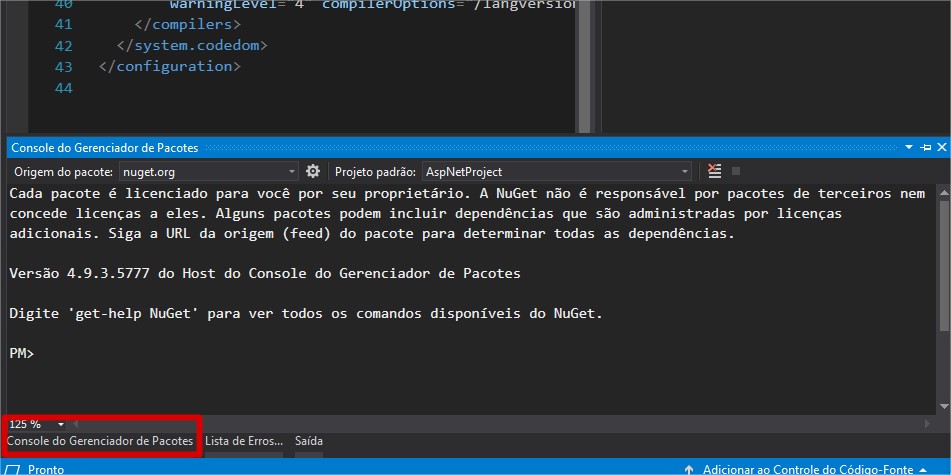 40 warningLevel="4" compilerOptions="/langversion
41 </compilers>
42 </system.codedom>
43 </configuration>
44
Console do Gerenciador de Pacotes
Origem do pacote: nuget.org Projeto padrão: AspNetProject
Cada pacote é licenciado para você por seu proprietário. A NuGet não é responsável por pacotes de terceiros nem
concede licenças a eles. Alguns pacotes podem incluir dependências que são administradas por licenças
adicionais. Siga a URL da origem (feed) do pacote para determinar todas as dependências.
Versão 4.9.3.5777 do Host do Console do Gerenciador de Pacotes
Digite 'get-help NuGet' para ver todos os comandos disponíveis do NuGet.
PM>
125 %
Console do Gerenciador de Pacotes Lista de Erros... Saída
Pronto Adicionar ao Controle do Código-Fonte